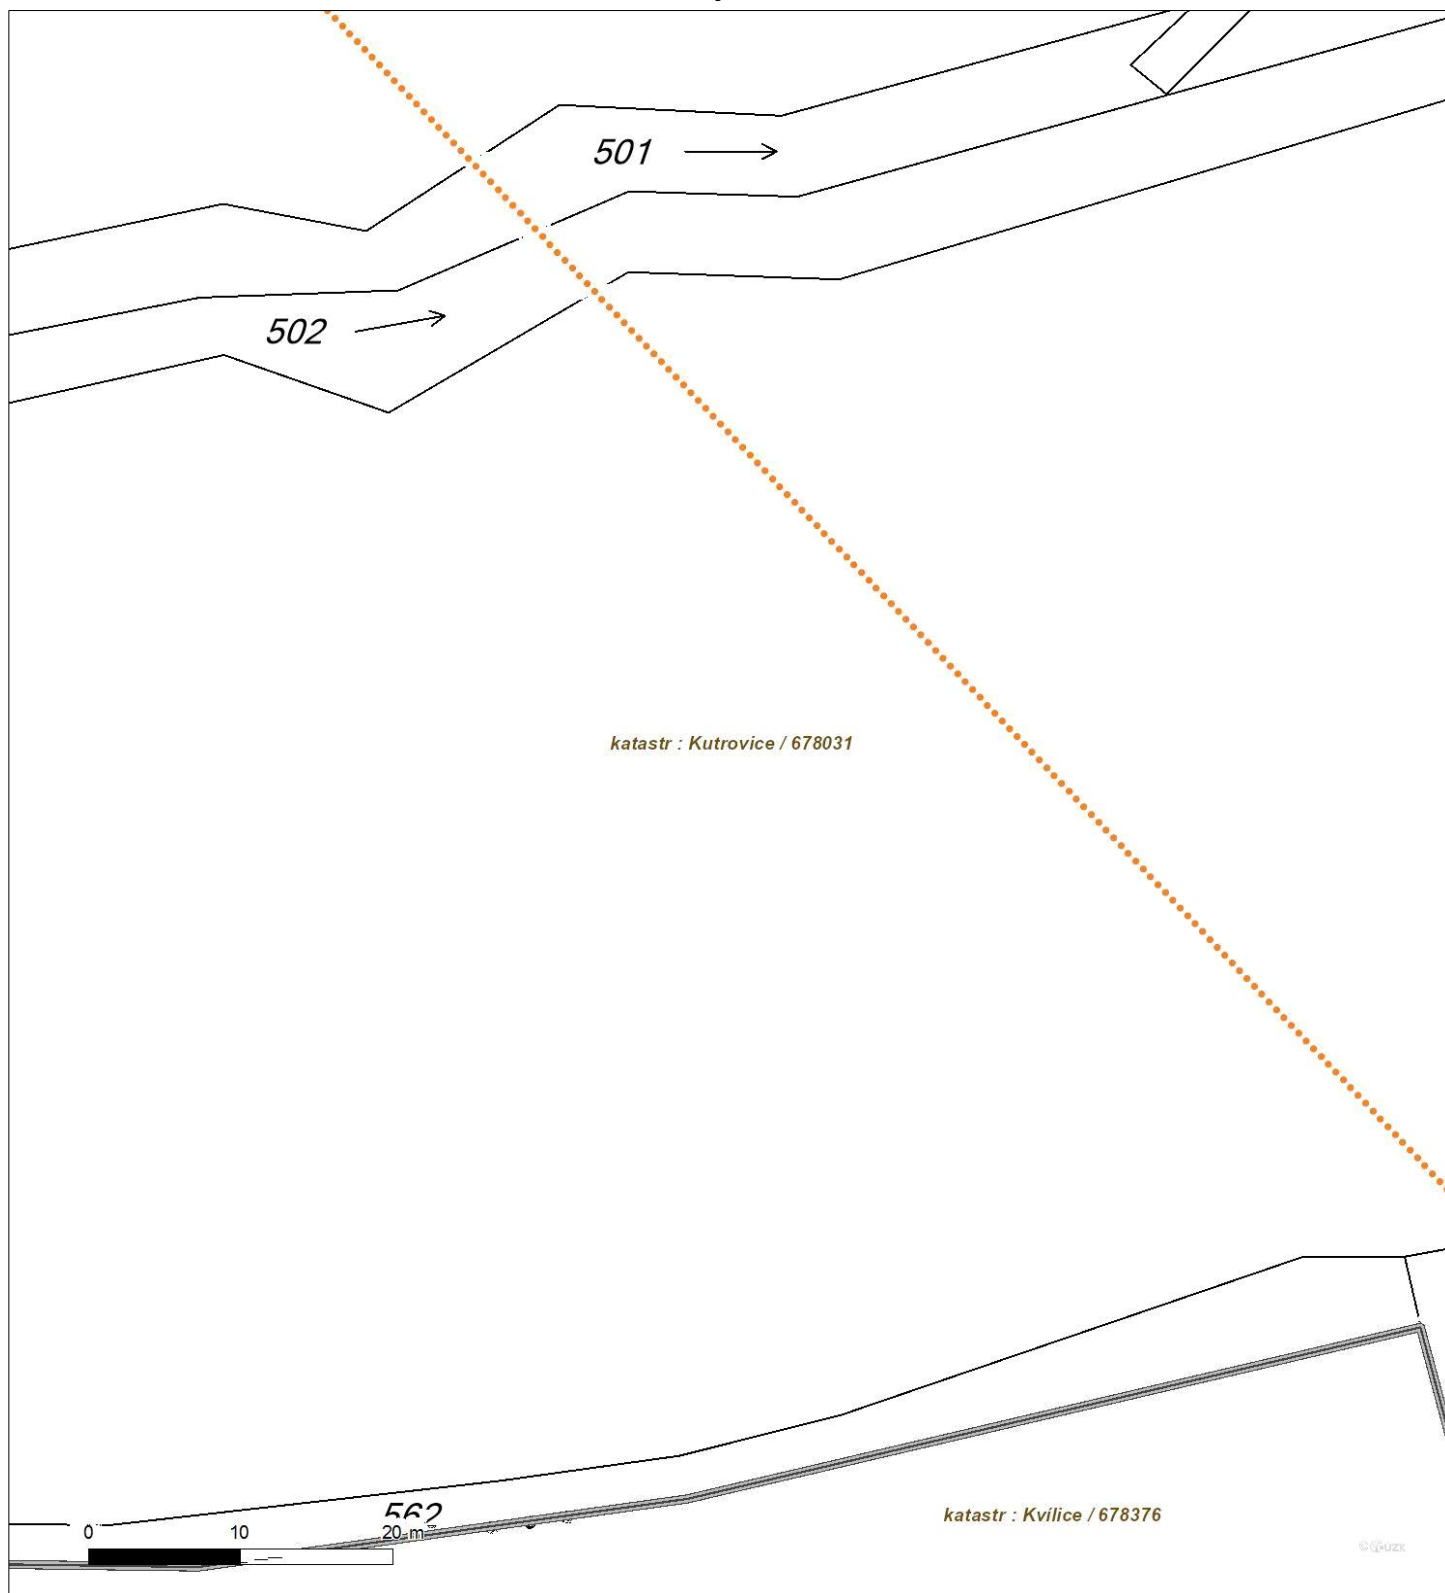 501
502
katastr : Kutrovice / 678031
562
0 10 20 m
katastr : Kvílice / 678376